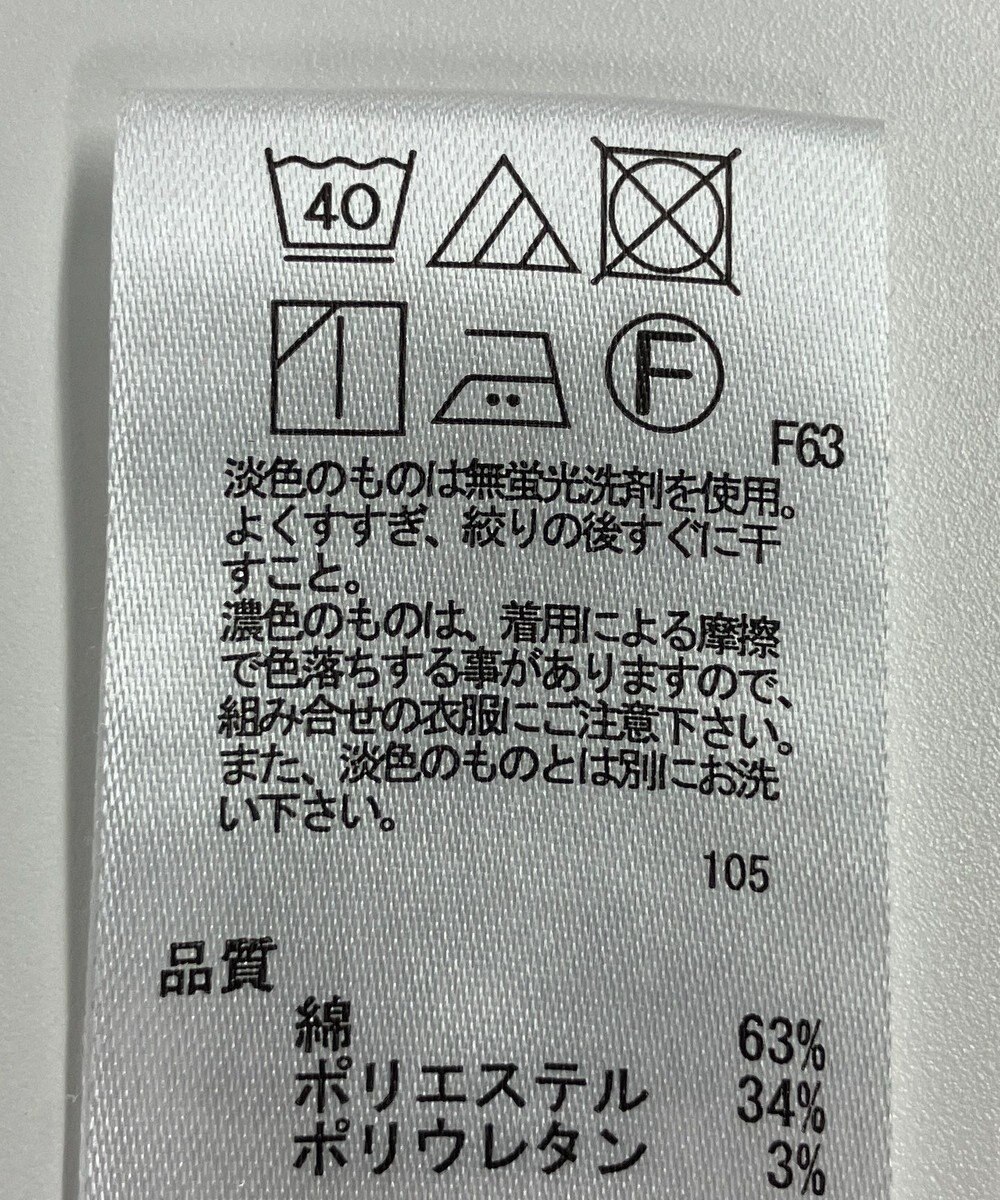 40
F
F63
淡色のものは無蛍光洗剤を使用。
よくすすぎ、絞りの後すぐに干
すこと。
濃色のものは、着用による摩擦
で色落ちする事がありますので、
組み合せの衣服にご注意下さい。
また、淡色のものとは別にお洗
い下さい。
105
品質
綿 63%
ポリエステル 34%
ポリウレタン 3%